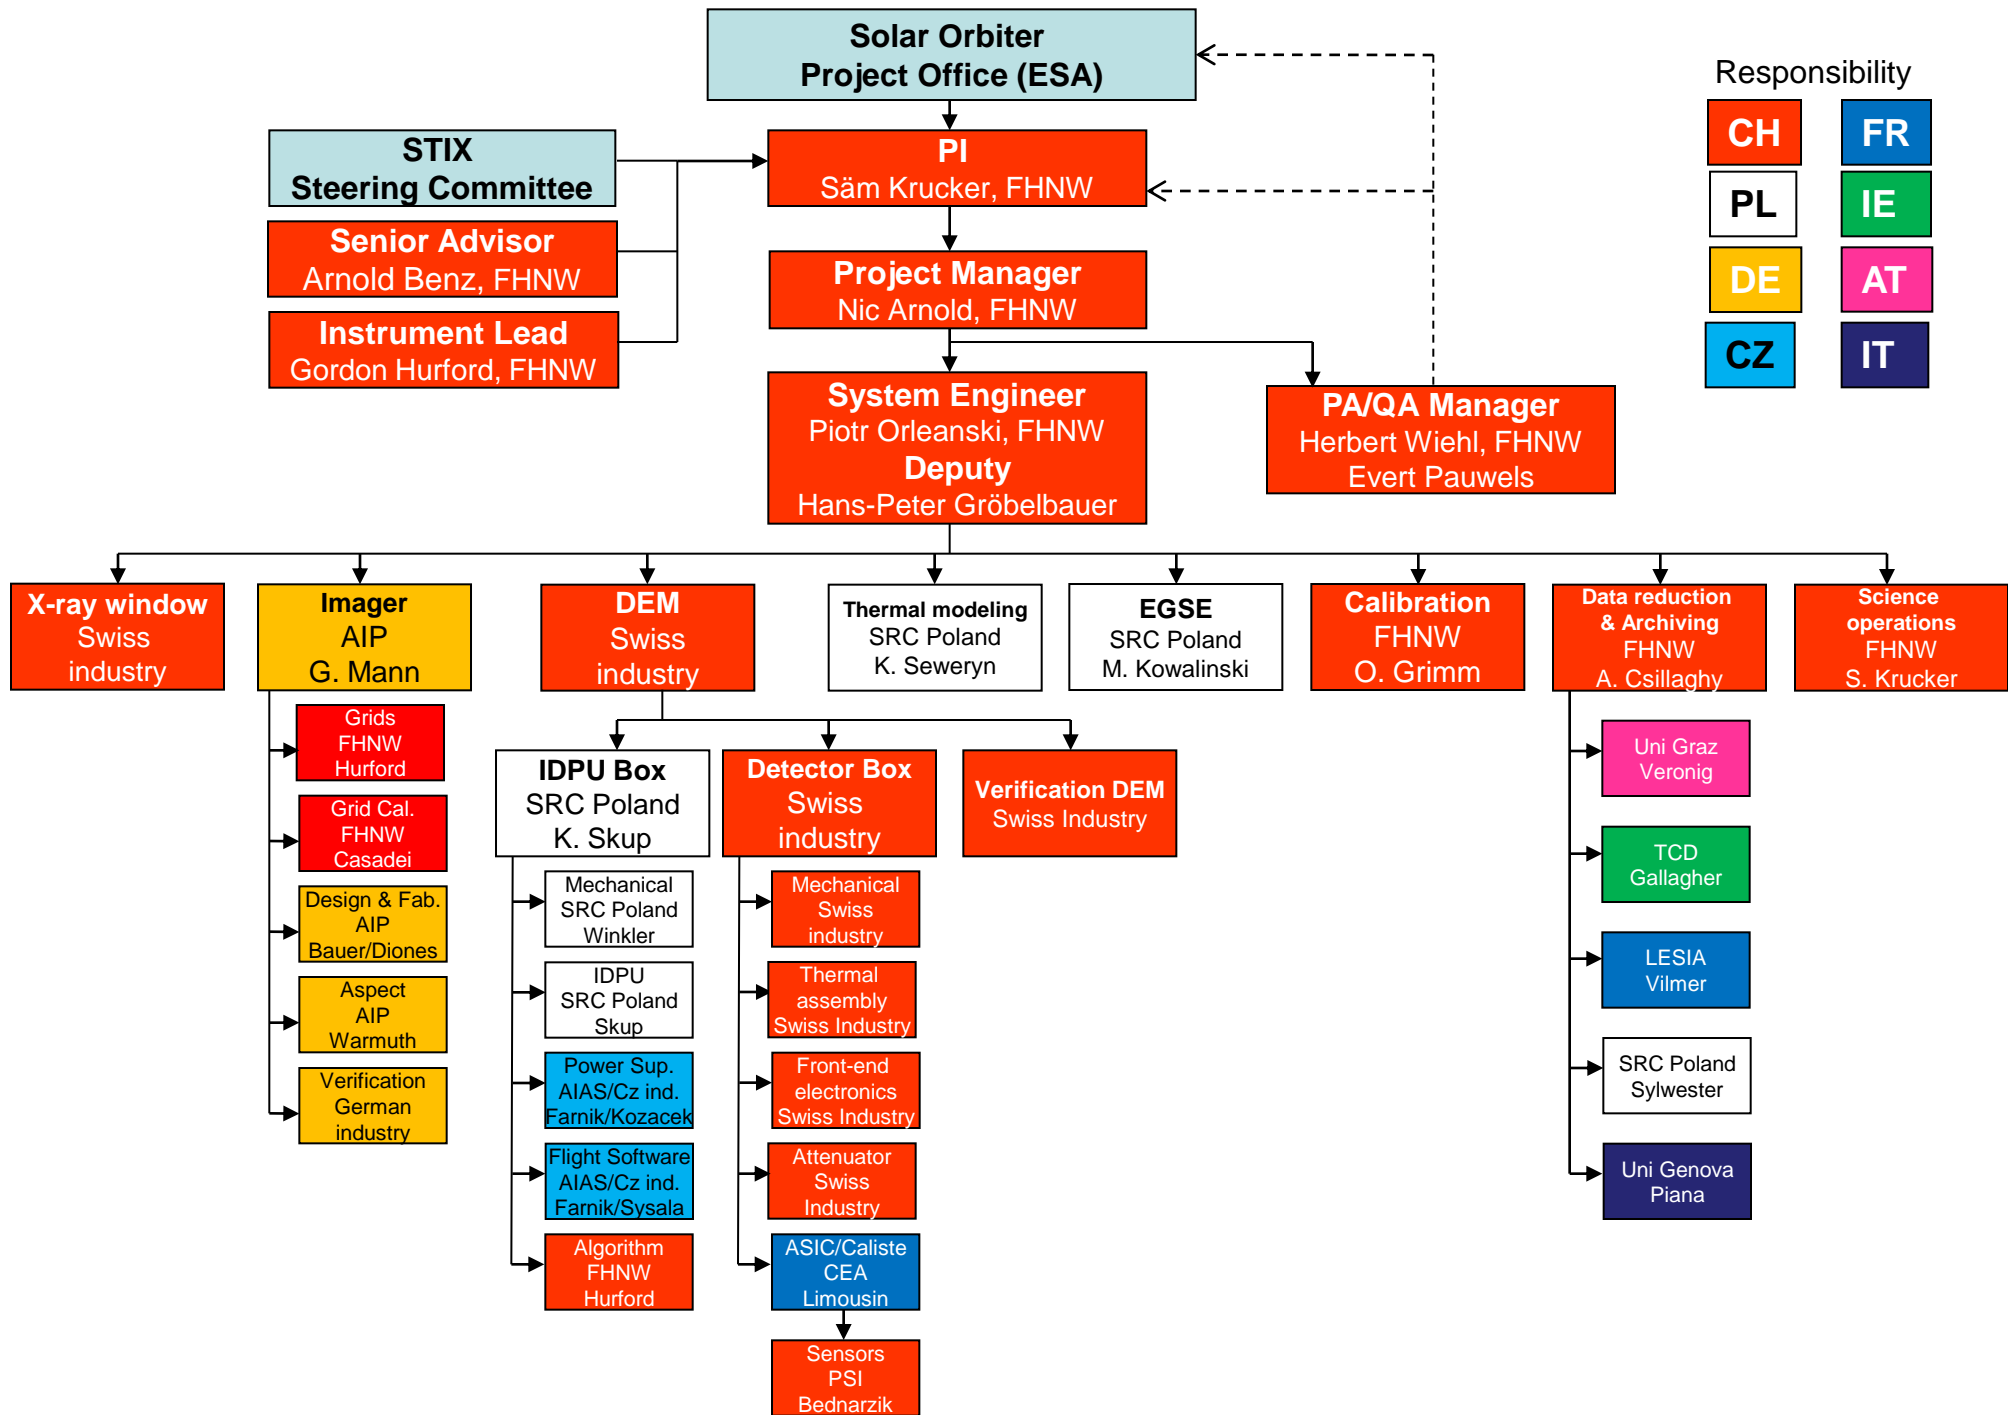 Solar Orbiter
Project Office (ESA)
Responsibility
CH
FR
PL
IE
DE
AT
CZ
IT
STIX
Steering Committee
PI
Säm Krucker, FHNW
Senior Advisor
Arnold Benz, FHNW
Project Manager
Nic Arnold, FHNW
Instrument Lead
Gordon Hurford, FHNW
System Engineer
Piotr Orleanski, FHNW
Deputy
Hans-Peter Gröbelbauer
PA/QA Manager
Herbert Wiehl, FHNW
Evert Pauwels
X-ray window
Swiss
industry
Imager
AIP
G. Mann
DEM
Swiss
industry
Thermal modeling
SRC Poland
K. Seweryn
EGSE
SRC Poland
M. Kowalinski
Calibration
FHNW
O. Grimm
Data reduction
& Archiving
FHNW
A. Csillaghy
Science
operations
FHNW
S. Krucker
Grids
FHNW
Hurford
Grid Cal.
FHNW
Casadei
Design & Fab.
AIP
Bauer/Diones
Aspect
AIP
Warmuth
Verification
German
industry
IDPU Box
SRC Poland
K. Skup
Detector Box
Swiss
industry
Verification DEM
Swiss Industry
Mechanical
SRC Poland
Winkler
IDPU
SRC Poland
Skup
Power Sup.
AIAS/Cz ind.
Farnik/Kozacek
Flight Software
AIAS/Cz ind.
Farnik/Sysala
Algorithm
FHNW
Hurford
Mechanical
Swiss
industry
Thermal
assembly
Swiss Industry
Front-end
electronics
Swiss Industry
Attenuator
Swiss
Industry
ASIC/Caliste
CEA
Limousin
Sensors
PSI
Bednarzik
Uni Graz
Veronig
TCD
Gallagher
LESIA
Vilmer
SRC Poland
Sylwester
Uni Genova
Piana